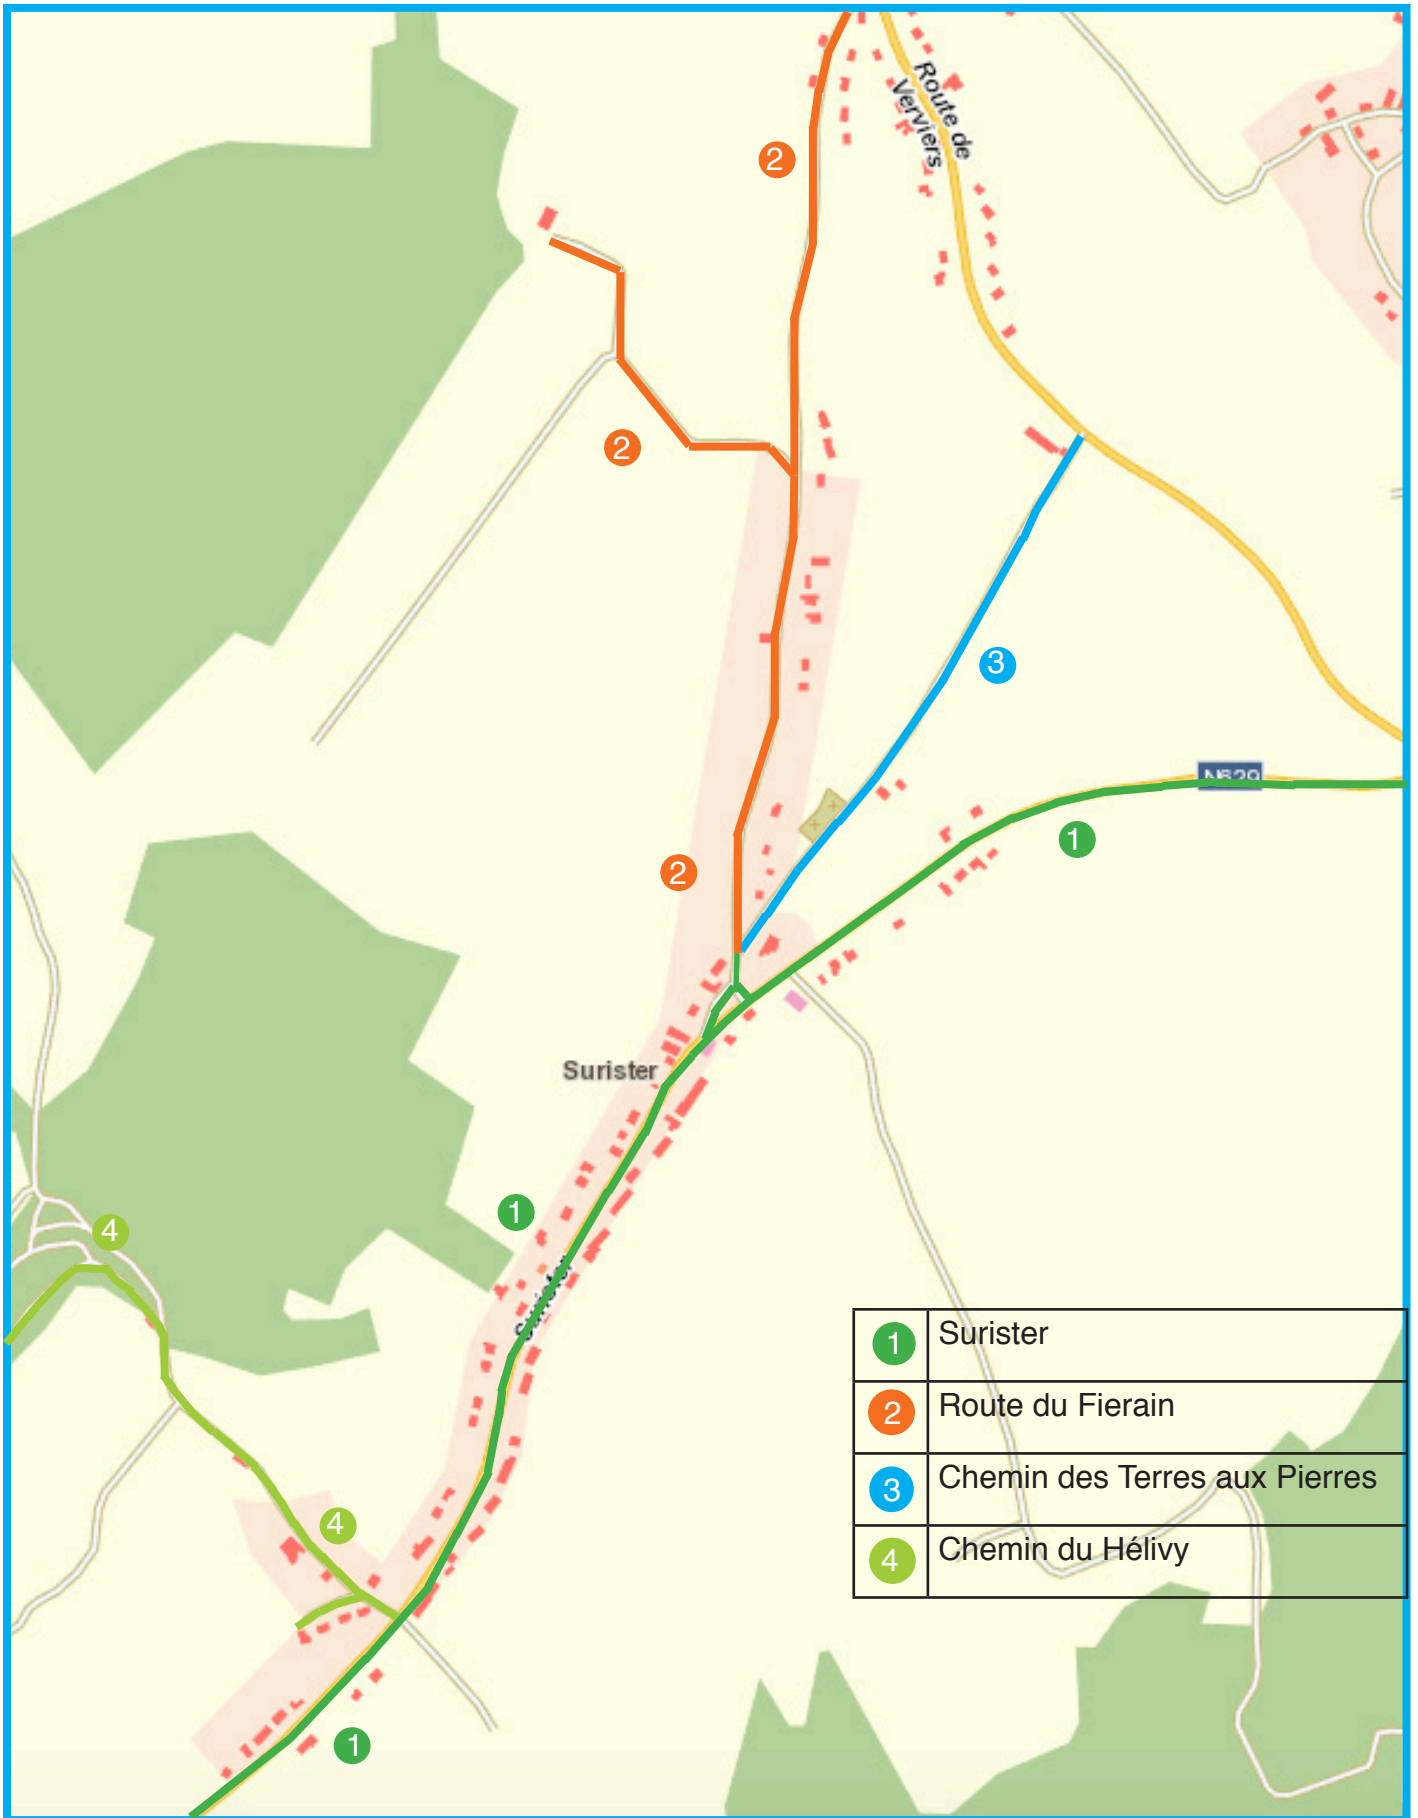 Route de
Verviers
2
2
3
N629
1
2
Surister
1
4
Surister
4
1
1 Surister
2 Route du Fierain
3 Chemin des Terres aux Pierres
4 Chemin du Hélivy